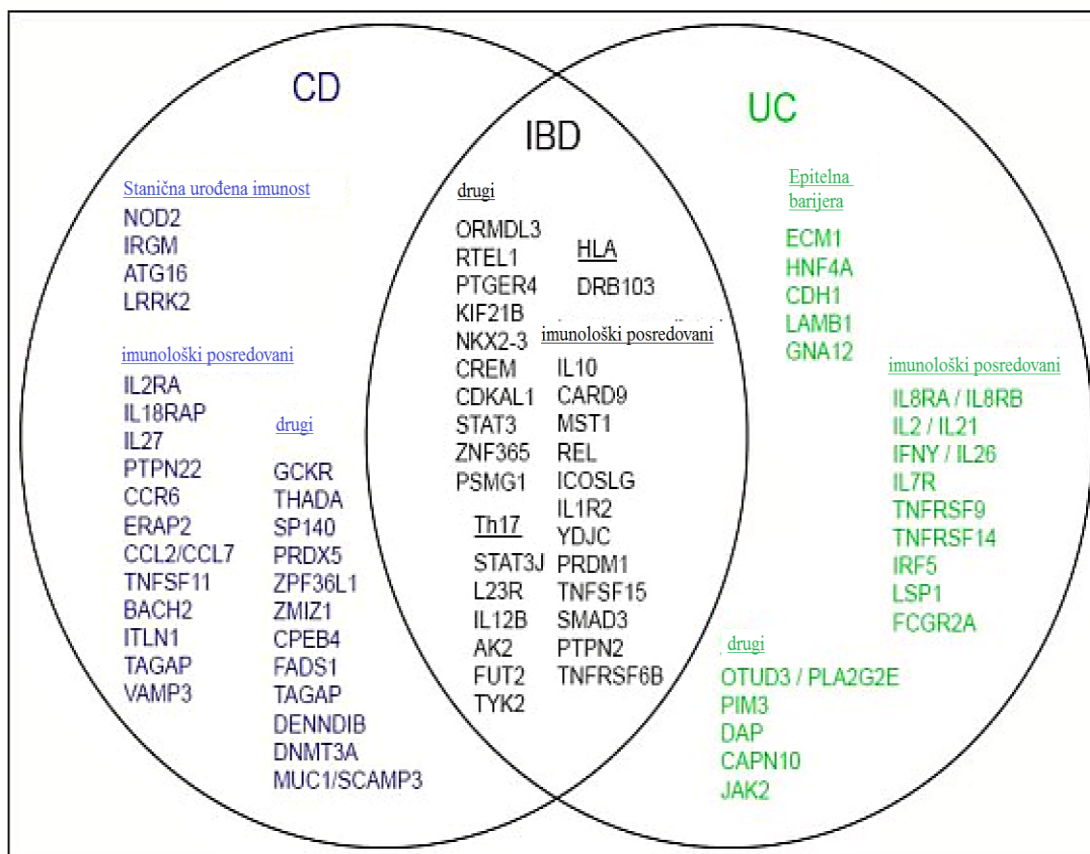 CD
Stanična urođena imunost
NOD2
IRGM
ATG16
LRRK2
imunološki posredovani
IL2RA
IL18RAP
IL27
PTPN22
CCR6
ERAP2
CCL2/CCL7
TNFSF11
BACH2
ITLN1
TAGAP
VAMP3
drugi
GCKR
THADA
SP140
PRDX5
ZPF36L1
ZMIZ1
CPEB4
FADS1
TAGAP
DENNDIB
DNMT3A
MUC1/SCAMP3
IBD
drugi
ORMDL3
RTEL1
PTGER4
KIF21B
NKX2-3
CREM
CDKAL1
STAT3
ZNF365
PSMG1
HLA
DRB103
imunološki posredovani
IL10
CARD9
MST1
REL
ICOSLG
IL1R2
YDJC
PRDM1
TNFSF15
SMAD3
PTPN2
TNFRSF6B
Th17
STAT3J
L23R
IL12B
AK2
FUT2
TYK2
UC
Epitelna
barijera
ECM1
HNF4A
CDH1
LAMB1
GNA12
imunološki posredovani
IL8RA / IL8RB
IL2 / IL21
IFNY / IL26
IL7R
TNFRSF9
TNFRSF14
IRF5
LSP1
FCGR2A
drugi
OTUD3 / PLA2G2E
PIM3
DAP
CAPN10
JAK2